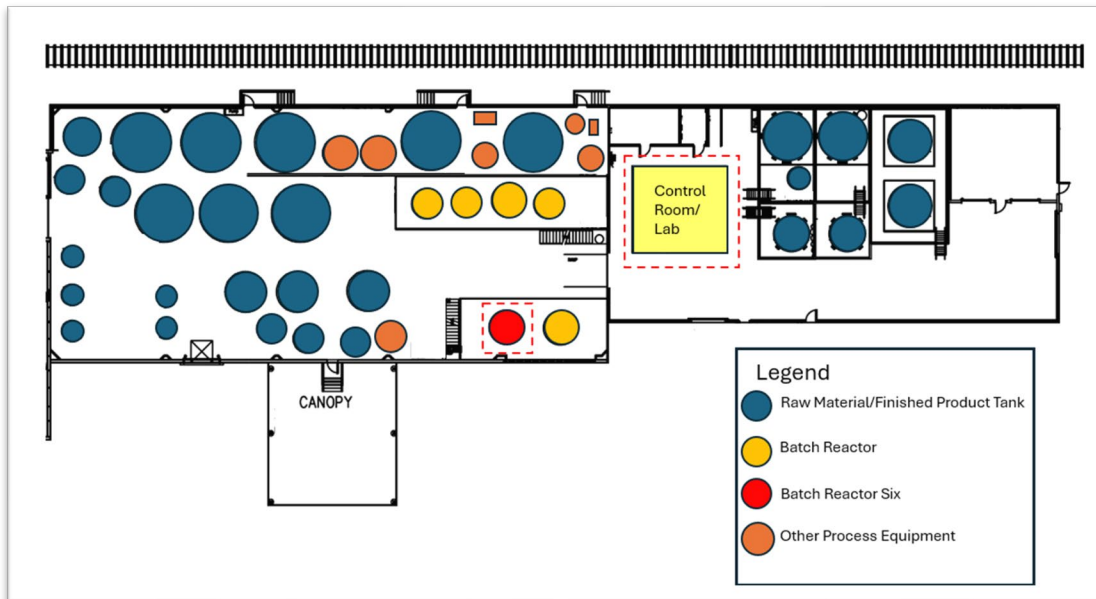 Control
Room/
Lab
CANOPY
Legend
Raw Material/Finished Product Tank
Batch Reactor
Batch Reactor Six
Other Process Equipment